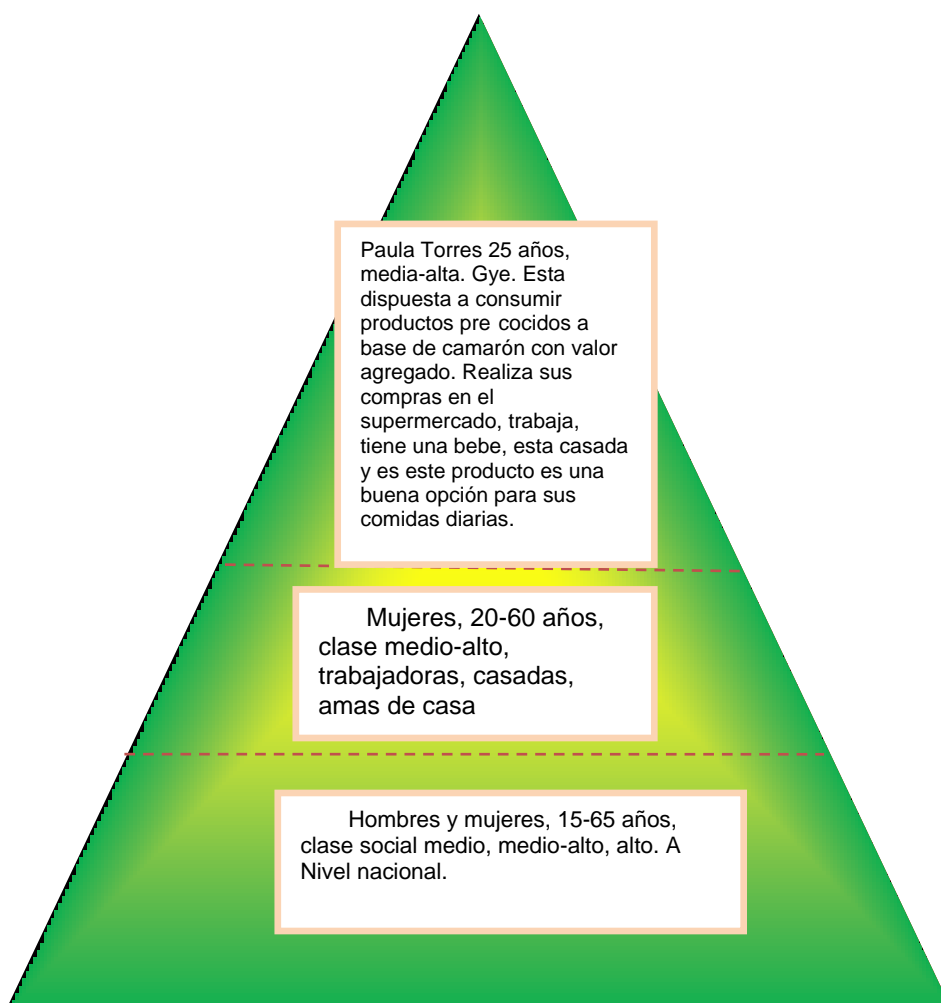 Paula Torres 25 años,
media-alta. Gye. Esta
dispuesta a consumir
productos pre cocidos a
base de camarón con valor
agregado. Realiza sus
compras en el
supermercado, trabaja,
tiene una bebe, esta casada
y es este producto es una
buena opción para sus
comidas diarias.
Mujeres, 20-60 años,
clase medio-alto,
trabajadoras, casadas,
amas de casa
Hombres y mujeres, 15-65 años,
clase social medio, medio-alto, alto. A
Nivel nacional.